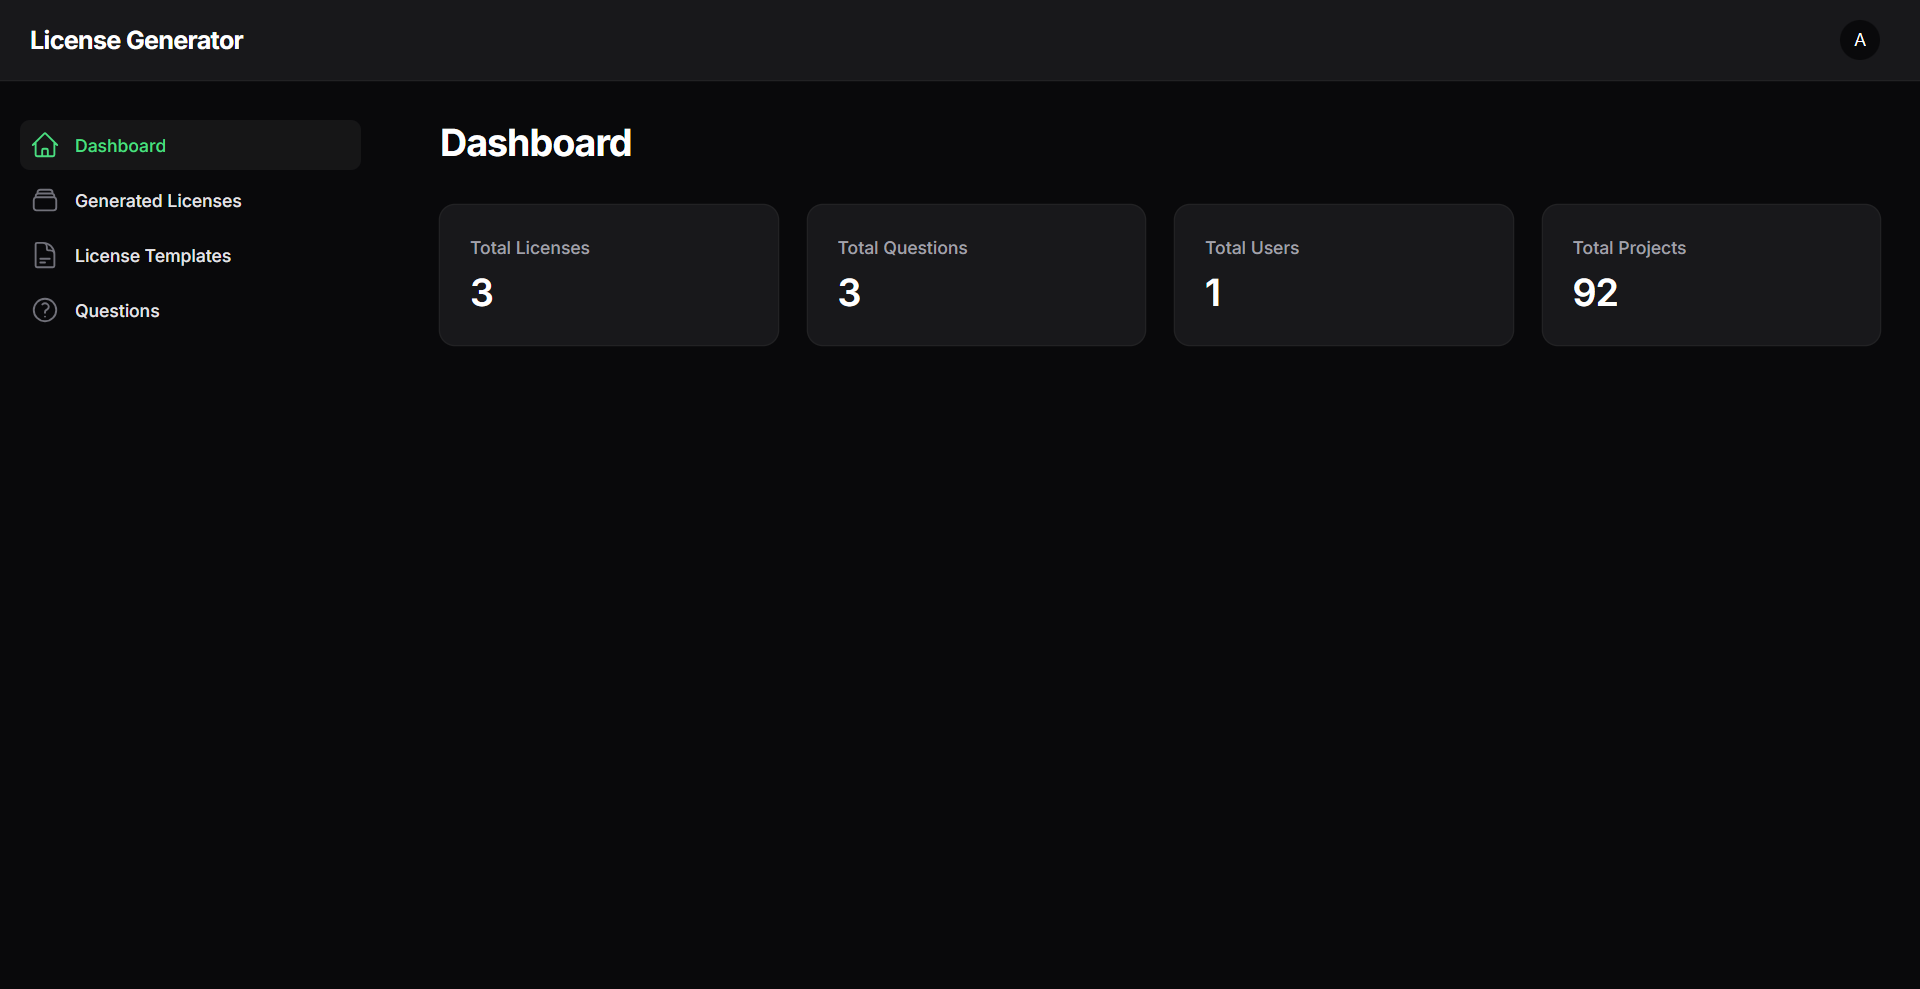 License Generator
A
Dashboard
Generated Licenses
License Templates
Questions
Dashboard
Total Licenses
3
Total Questions
3
Total Users
1
Total Projects
92